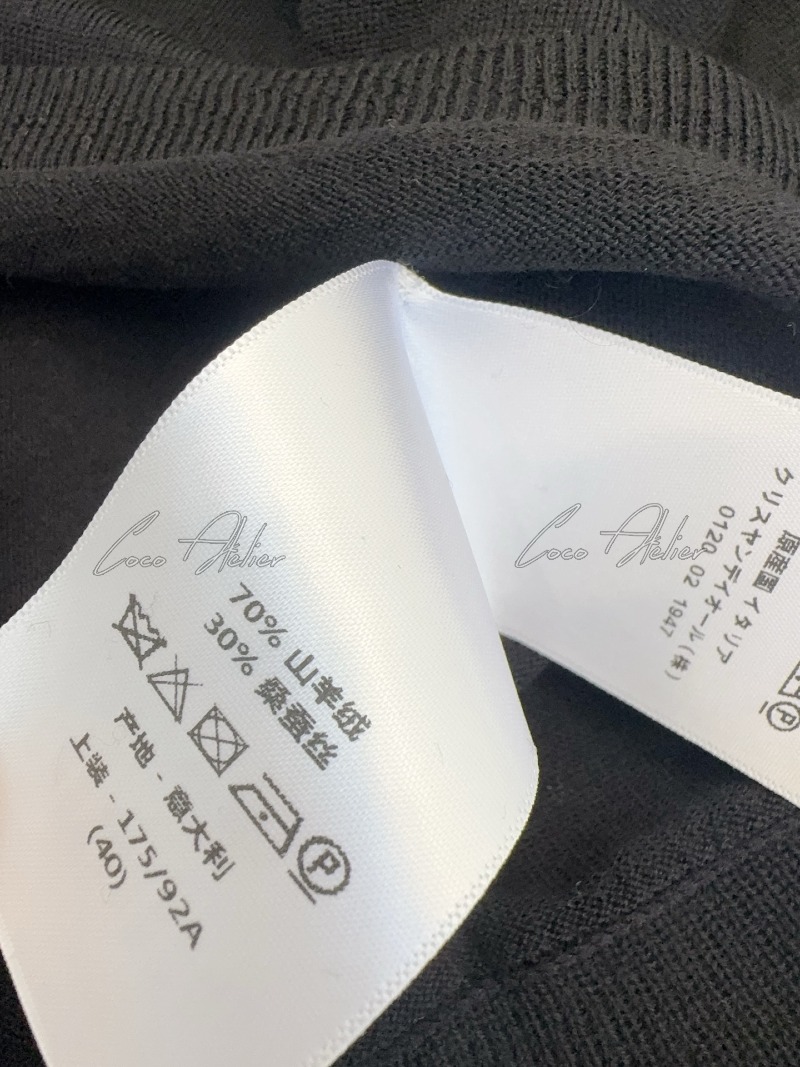 Coco Atelier
70% 山羊绒
30% 桑蚕丝
P
产地 - 意大利
上装 - 175/92A
(40)
Coco Atelier
原産国 イタリア
クリスチャンディオール(株)
0120 02 1947
P